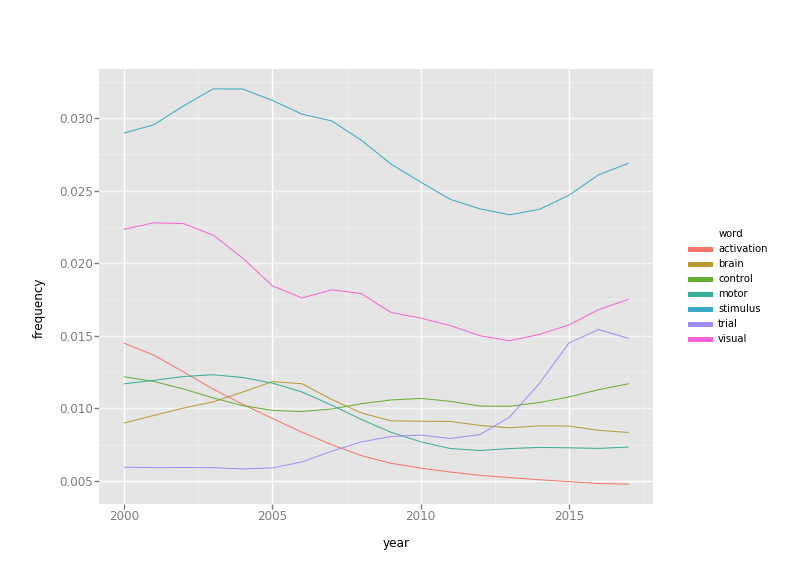 0.030
0.025
0.020
0.015
0.010
0.005
frequency
2000
2005
2010
2015
year
word
activation
brain
control
motor
stimulus
trial
visual